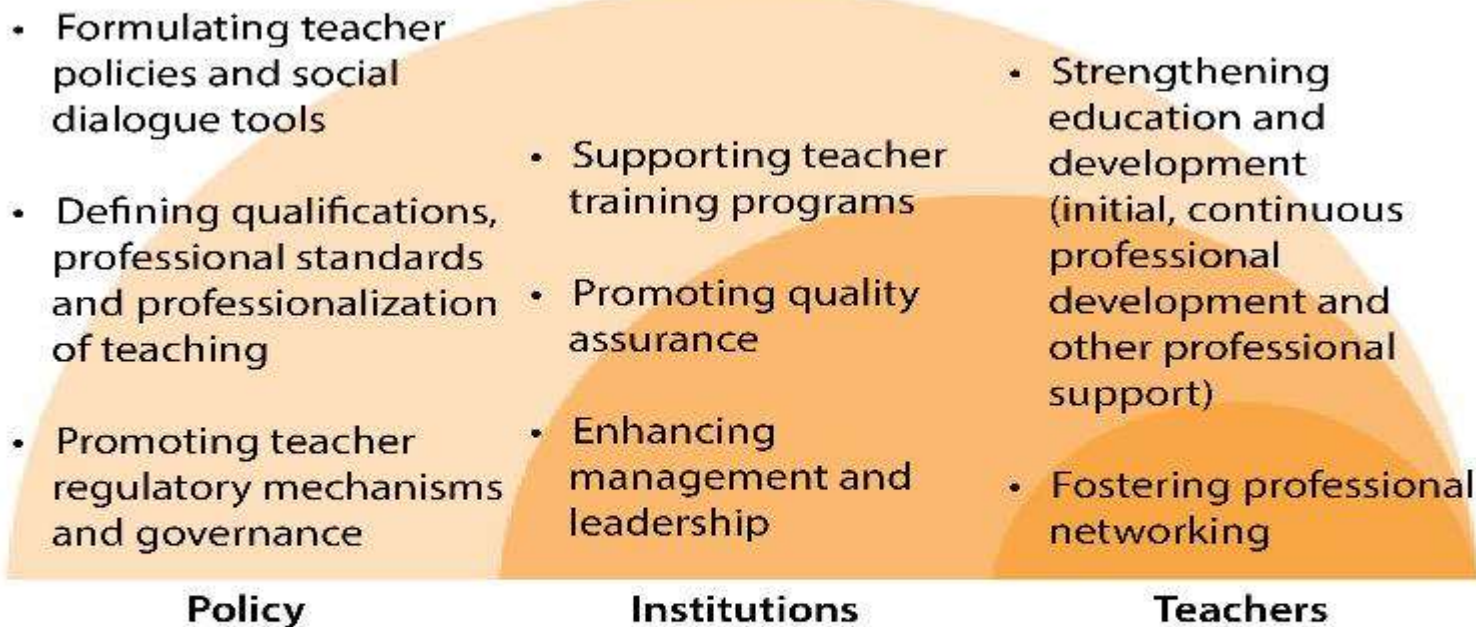 • Formulating teacher
policies and social
dialogue tools
• Defining qualifications,
professional standards
and professionalization
of teaching
• Promoting teacher
regulatory mechanisms
and governance
Policy
• Supporting teacher
training programs
• Promoting quality
assurance
• Enhancing
management and
leadership
Institutions
• Strengthening
education and
development
(initial, continuous
professional
development and
other professional
support)
• Fostering professional
networking
Teachers